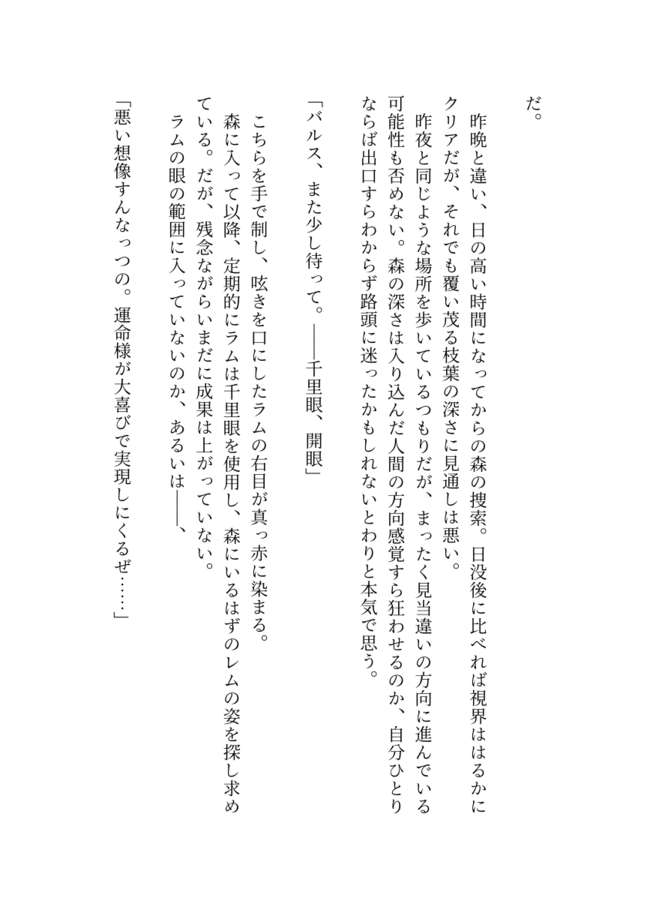 だ。
　昨晩と違い、日の高い時間になってからの森の捜索。日没後に比べれば視界ははるかに
クリアだが、それでも覆い茂る枝葉の深さに見通しは悪い。
　昨夜と同じような場所を歩いているつもりだが、まったく見当違いの方向に進んでいる
可能性も否めない。森の深さは入り込んだ人間の方向感覚すら狂わせるのか、自分ひとり
ならば出口すらわからず路頭に迷ったかもしれないとわりと本気で思う。
「バルス、また少し待って。――千里眼、開眼」
　こちらを手で制し、呟きを口にしたラムの右目が真っ赤に染まる。
　森に入って以降、定期的にラムは千里眼を使用し、森にいるはずのレムの姿を探し求め
ている。だが、残念ながらいまだに成果は上がっていない。
　ラムの眼の範囲に入っていないのか、あるいは――、
「悪い想像すんなっつの。運命様が大喜びで実現しにくるぜ……」